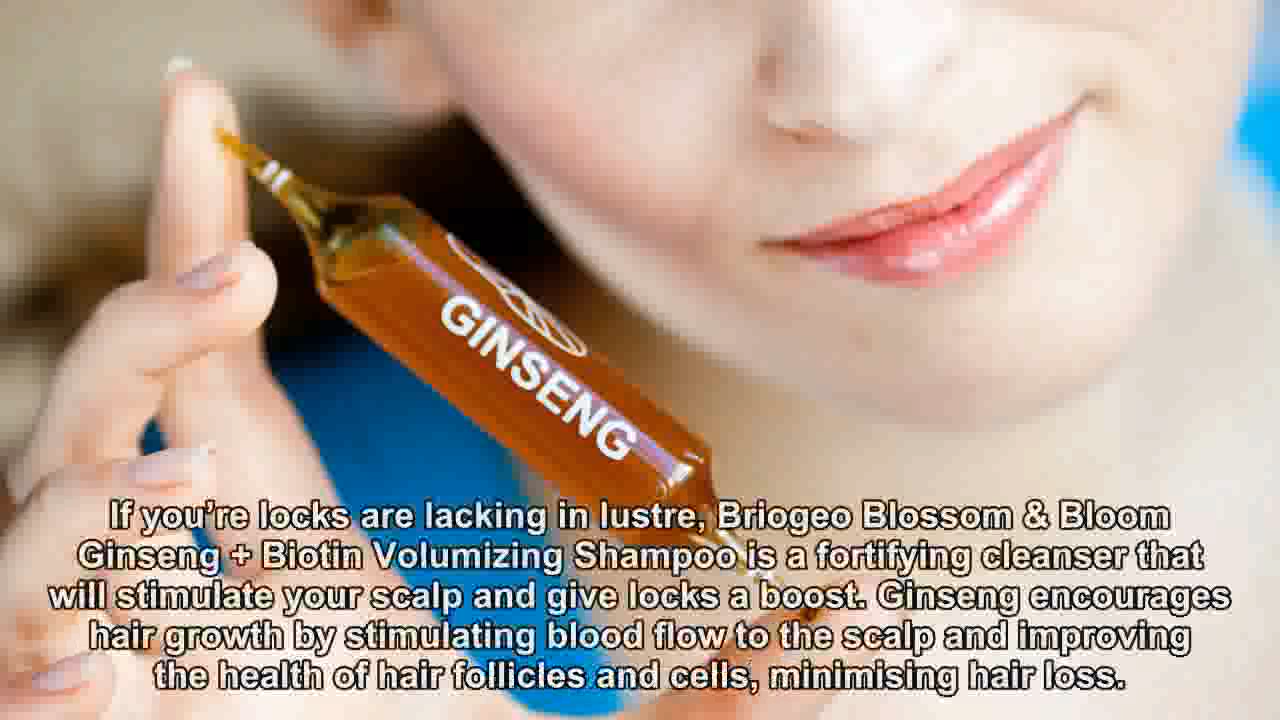 GINSENG
If you’re locks are lacking in lustre, Briogeo Blossom & Bloom
Ginseng + Biotin Volumizing Shampoo is a fortifying cleanser that
will stimulate your scalp and give locks a boost. Ginseng encourages
hair growth by stimulating blood flow to the scalp and improving
the health of hair follicles and cells, minimising hair loss.